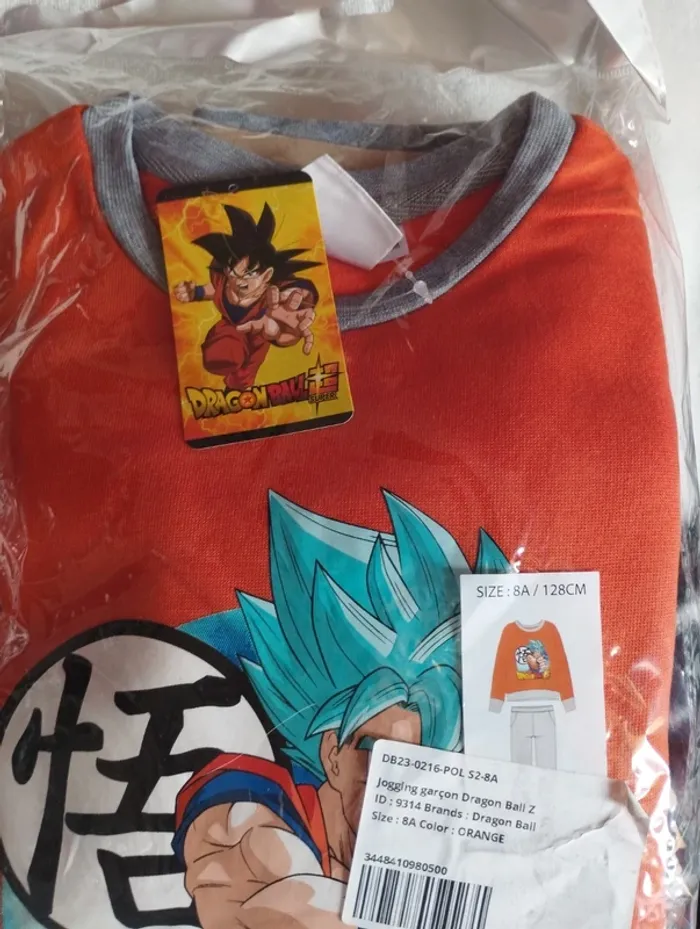 DRAGON BALL 超
SUPER
SIZE : 8A / 128CM
悟
DB23-0216-POL S2-8A
Jogging garçon Dragon Ball Z
ID : 9314 Brands : Dragon Ball
Size : 8A Color : ORANGE
3448410980500